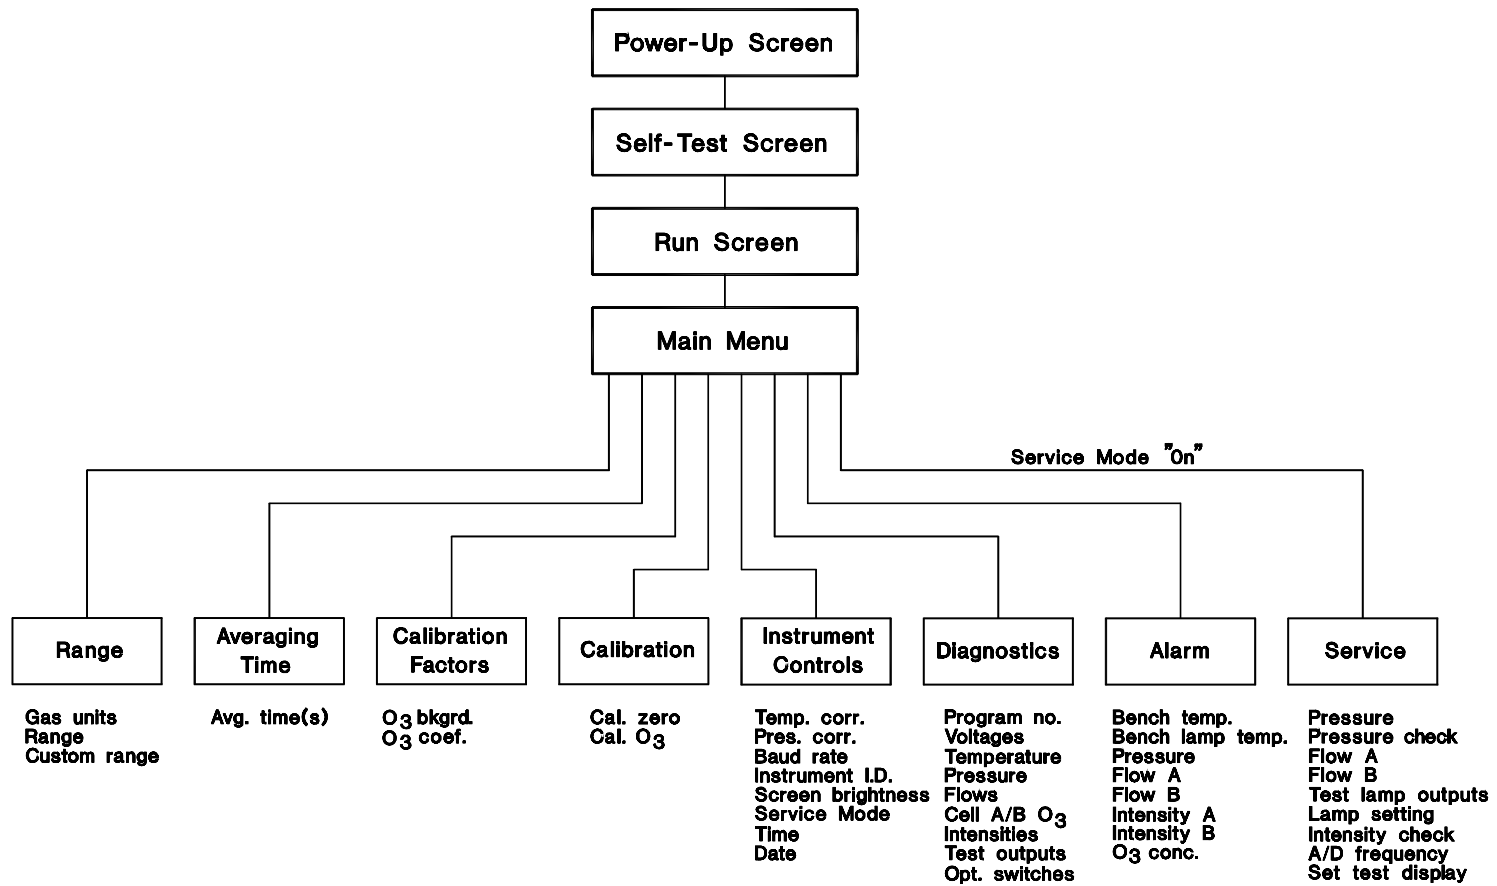 Power-Up Screen
Self-Test Screen
Run Screen
Main Menu
Service Mode "On"
Range
Gas units
Range
Custom range
Averaging
Time
Avg. time(s)
Calibration
Factors
O3 bkgrd.
O3 coef.
Calibration
Cal. zero
Cal. O3
Instrument
Controls
Temp. corr.
Pres. corr.
Baud rate
Instrument I.D.
Screen brightness
Service Mode
Time
Date
Diagnostics
Program no.
Voltages
Temperature
Pressure
Flows
Cell A/B O3
Intensities
Test outputs
Opt. switches
Alarm
Bench temp.
Bench lamp temp.
Pressure
Flow A
Flow B
Intensity A
Intensity B
O3 conc.
Service
Pressure
Pressure check
Flow A
Flow B
Test lamp outputs
Lamp setting
Intensity check
A/D frequency
Set test display